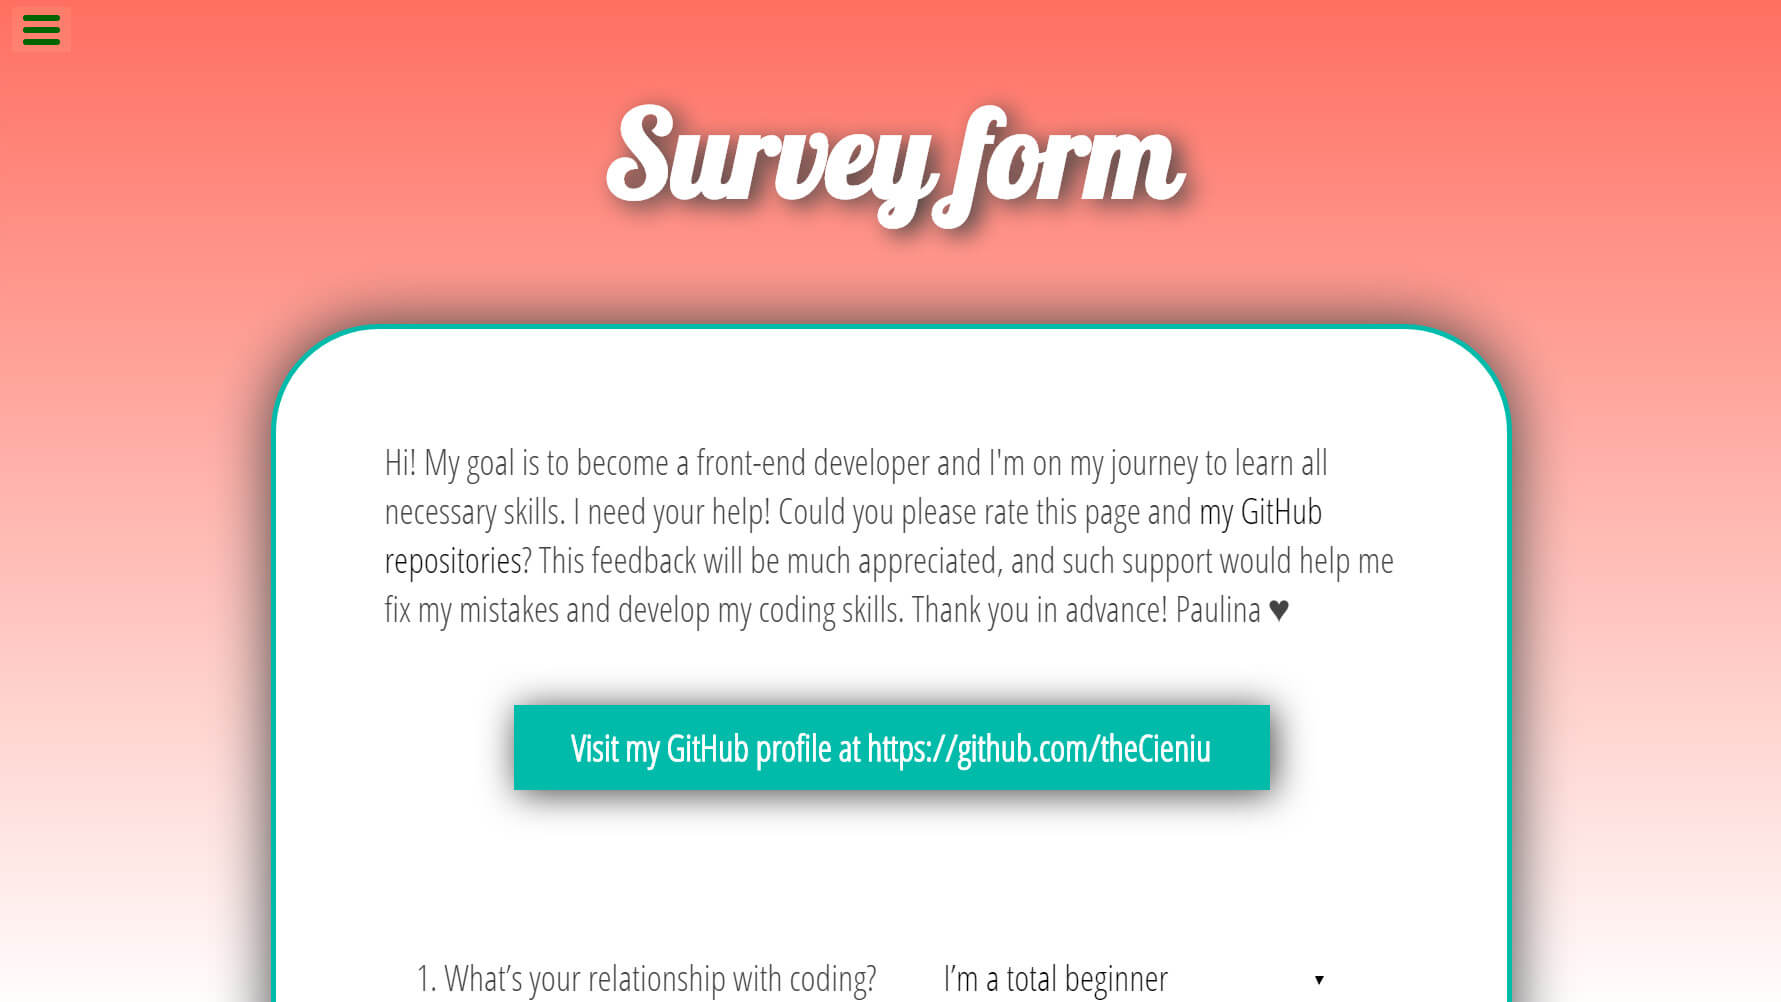 Survey form
Hi! My goal is to become a front-end developer and I'm on my journey to learn all
necessary skills. I need your help! Could you please rate this page and my GitHub
repositories? This feedback will be much appreciated, and such support would help me
fix my mistakes and develop my coding skills. Thank you in advance! Paulina ♥
Visit my GitHub profile at https://github.com/theCieniu
1. What’s your relationship with coding? I’m a total beginner